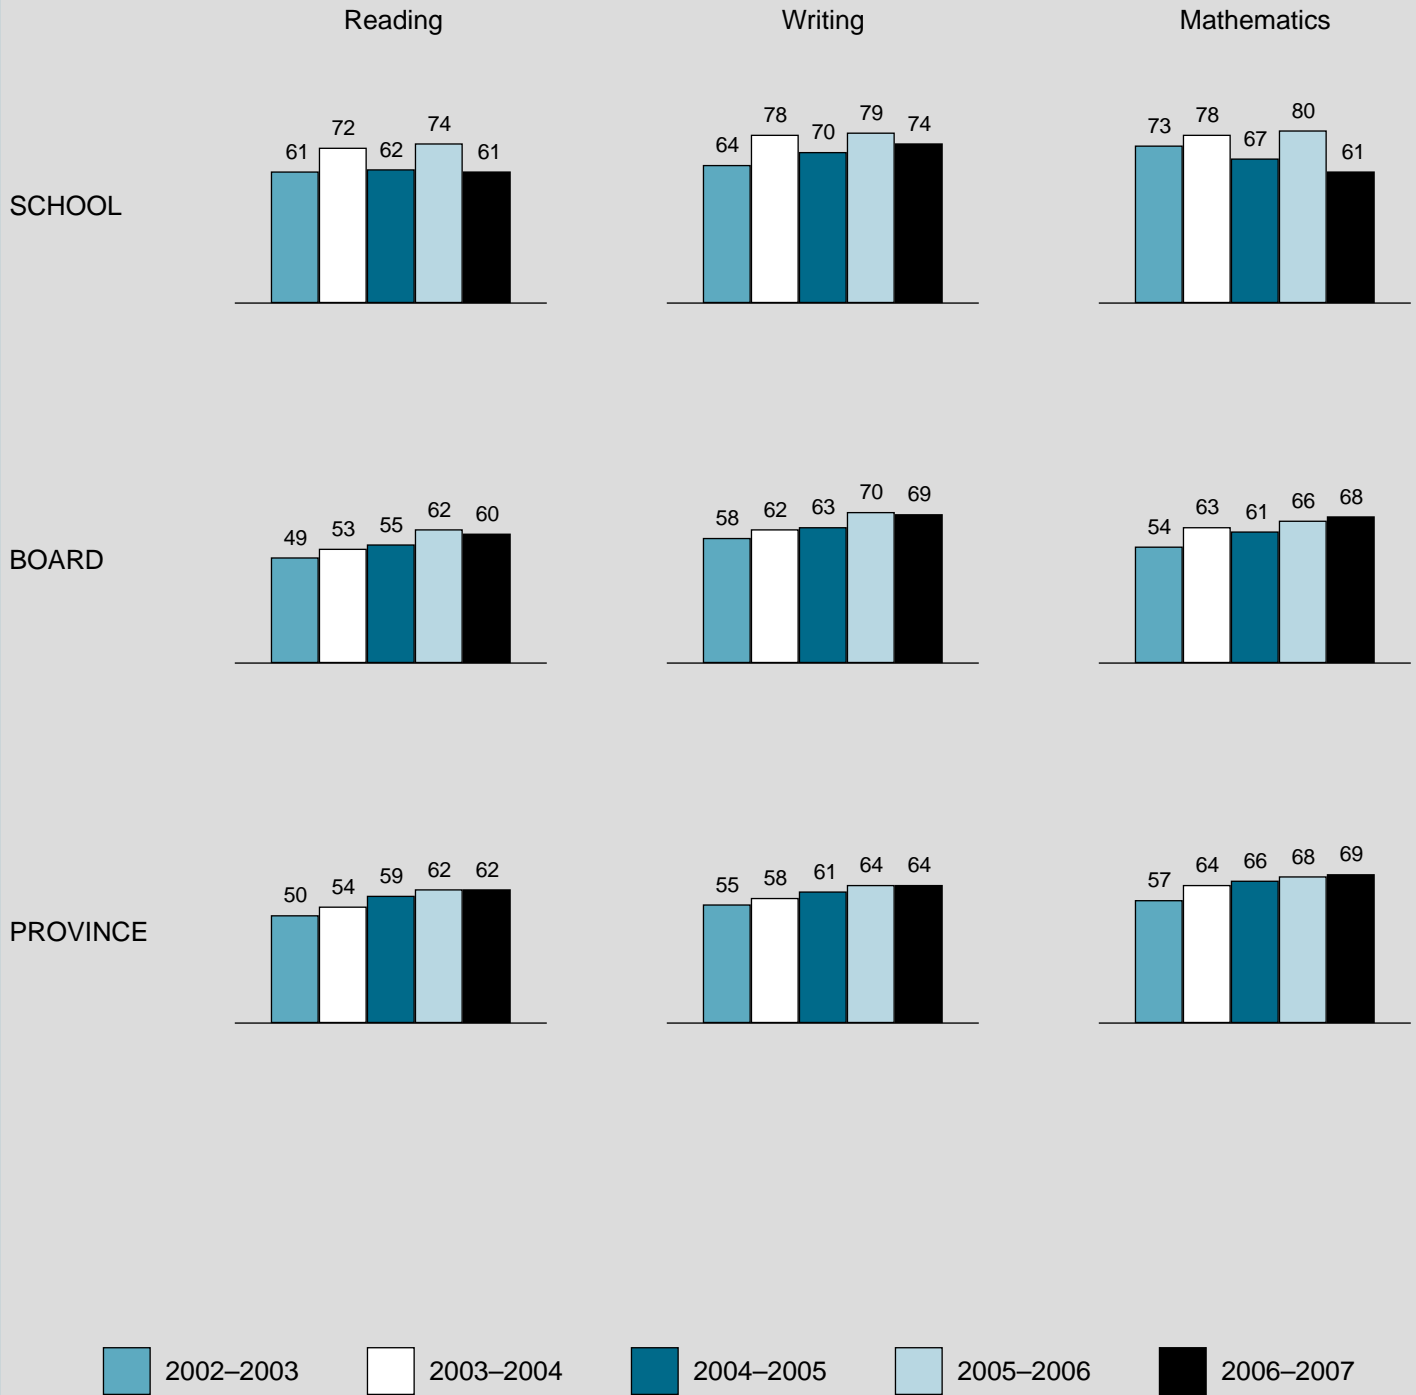 Reading Writing Mathematics
61 72 62 74 61 64 78 70 79 74 73 78 67 80 61
SCHOOL
49 53 55 62 60 58 62 63 70 69 54 63 61 66 68
BOARD
50 54 59 62 62 55 58 61 64 64 57 64 66 68 69
PROVINCE
2002–2003 2003–2004 2004–2005 2005–2006 2006–2007